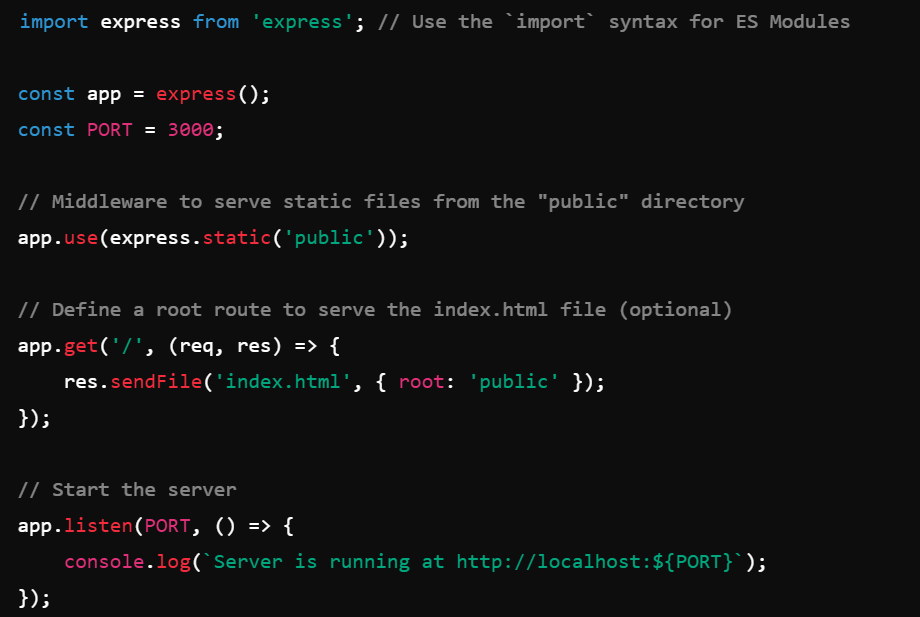 import express from 'express'; // Use the `import` syntax for ES Modules
const app = express();
const PORT = 3000;
// Middleware to serve static files from the "public" directory
app.use(express.static('public'));
// Define a root route to serve the index.html file (optional)
app.get('/', (req, res) => {
    res.sendFile('index.html', { root: 'public' });
});
// Start the server
app.listen(PORT, () => {
    console.log(`Server is running at http://localhost:${PORT}`);
});